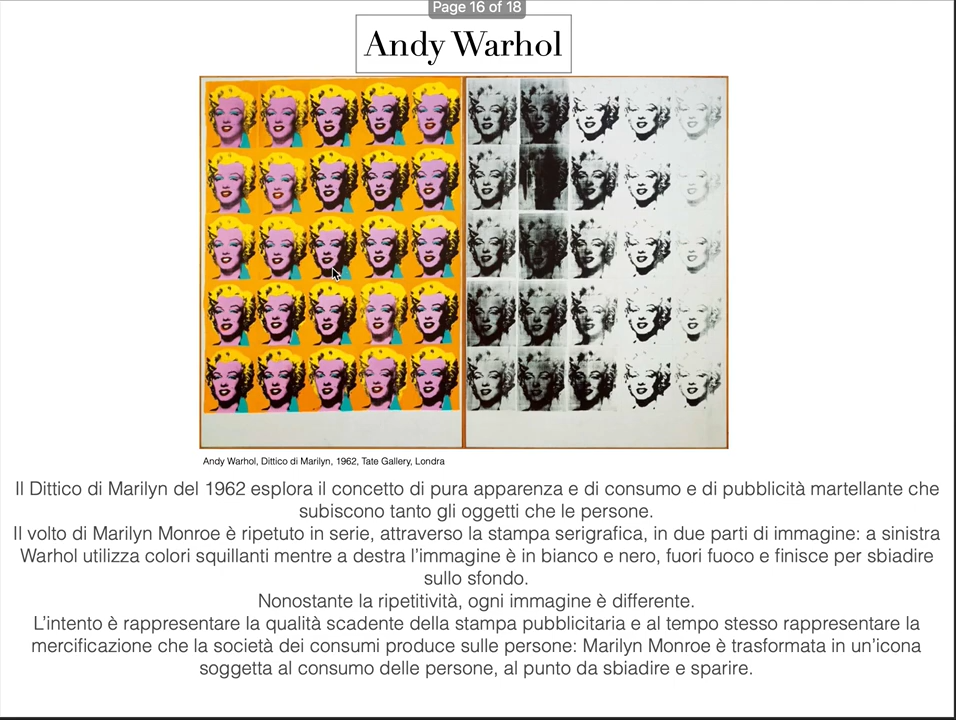 Page 16 of 18
Andy Warhol
Andy Warhol, Dittico di Marilyn, 1962, Tate Gallery, Londra
Il Dittico di Marilyn del 1962 esplora il concetto di pura apparenza e di consumo e di pubblicità martellante che
subiscono tanto gli oggetti che le persone.
Il volto di Marilyn Monroe è ripetuto in serie, attraverso la stampa serigrafica, in due parti di immagine: a sinistra
Warhol utilizza colori squillanti mentre a destra l'immagine è in bianco e nero, fuori fuoco e finisce per sbiadire
sullo sfondo.
Nonostante la ripetitività, ogni immagine è differente.
L'intento è rappresentare la qualità scadente della stampa pubblicitaria e al tempo stesso rappresentare la
mercificazione che la società dei consumi produce sulle persone: Marilyn Monroe è trasformata in un'icona
soggetta al consumo delle persone, al punto da sbiadire e sparire.